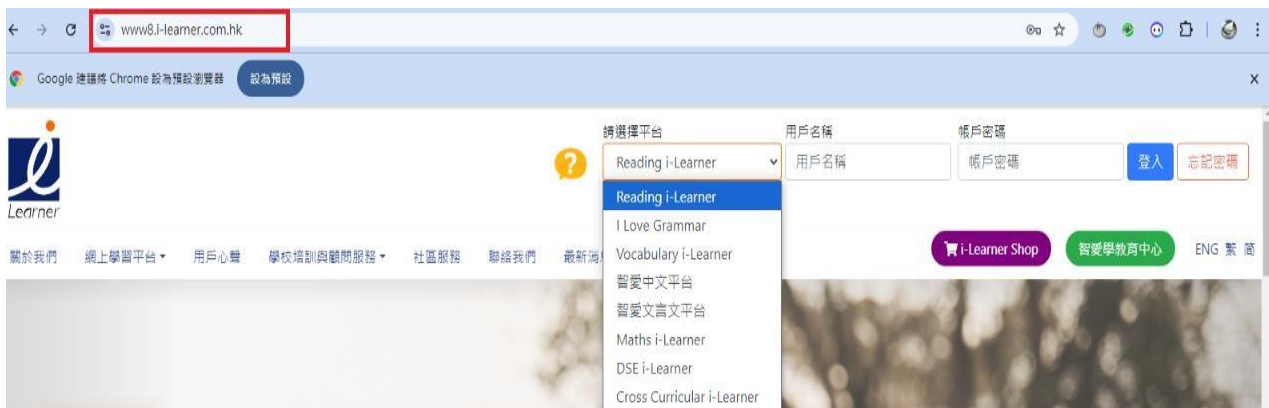 www8.i-learner.com.hk
Google 建議將 Chrome 設為預設瀏覽器 設為預設
請選擇平台 用戶名稱 帳戶密碼
Reading i-Learner 用戶名稱 帳戶密碼 登入 忘記密碼
Reading i-Learner
Learner
I Love Grammar
關於我們 網上學習平台 用戶心聲 學校培訓與顧問服務 社區服務 聯絡我們 最新消 Vocabulary i-Learner i-Learner Shop 智愛學教育中心 ENG 繁 简
智愛中文平台
智愛文言文平台
Maths i-Learner
DSE i-Learner
Cross Curricular i-Learner